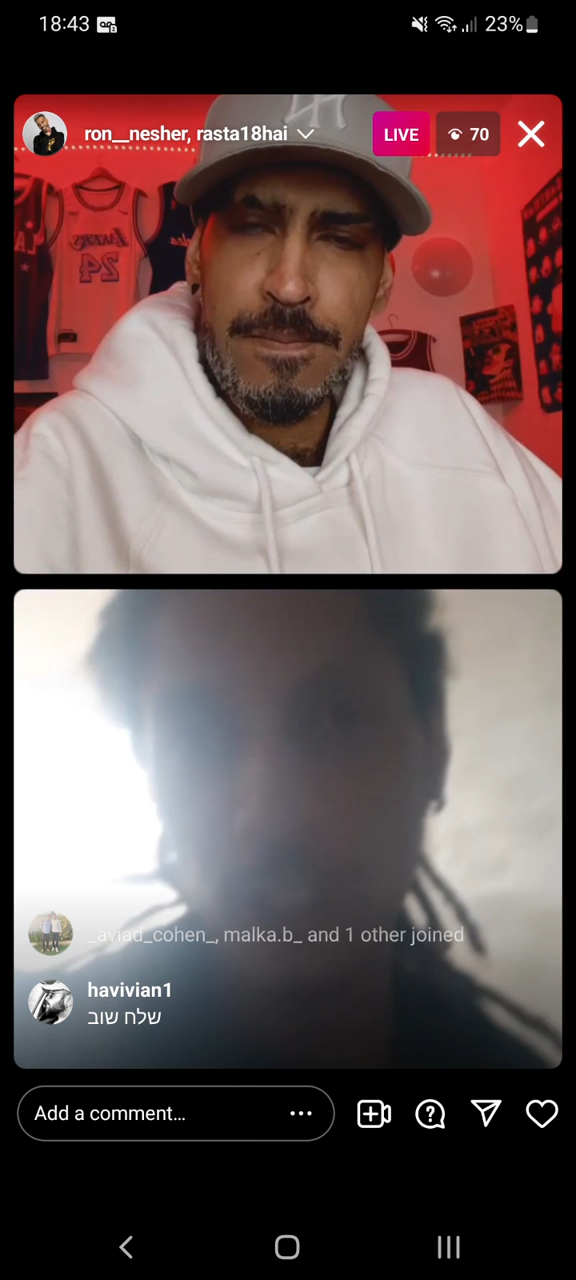 18:43
23%
ron__nesher, rasta18hai
LIVE
70
24
_aviad_cohen_, malka.b_ and 1 other joined
havivian1
שלח שוב
Add a comment...